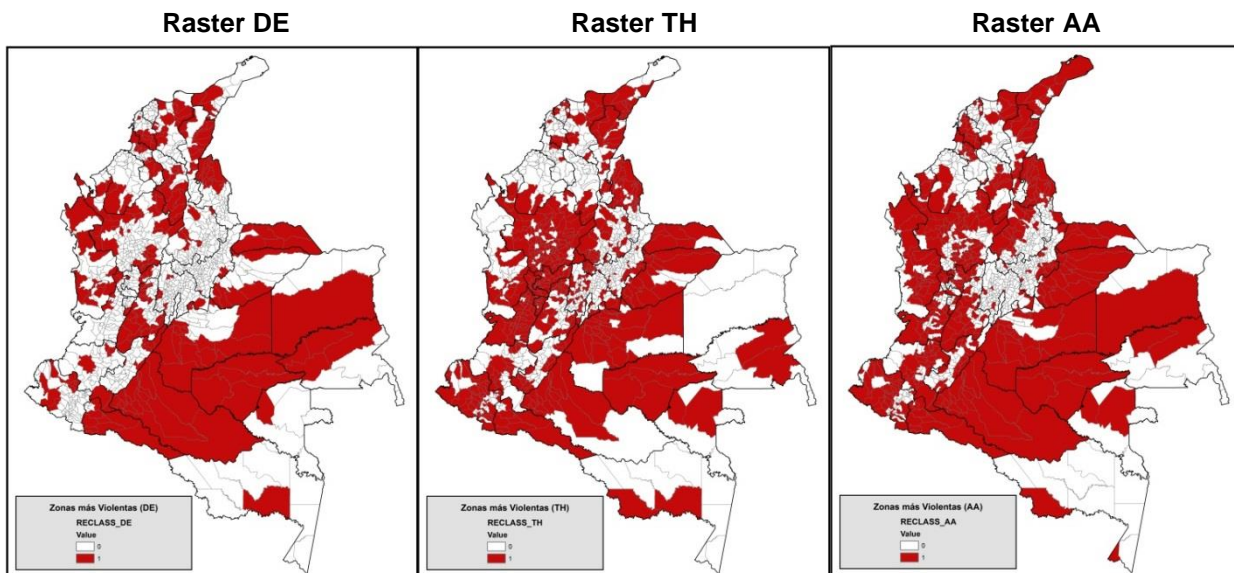 Raster DE
Raster TH
Raster AA
Zonas más Violentas (DE)
RECLASS_DE
Value
0
1
Zonas más Violentas (TH)
RECLASS_TH
Value
0
1
Zonas más Violentas (AA)
RECLASS_AA
Value
0
1